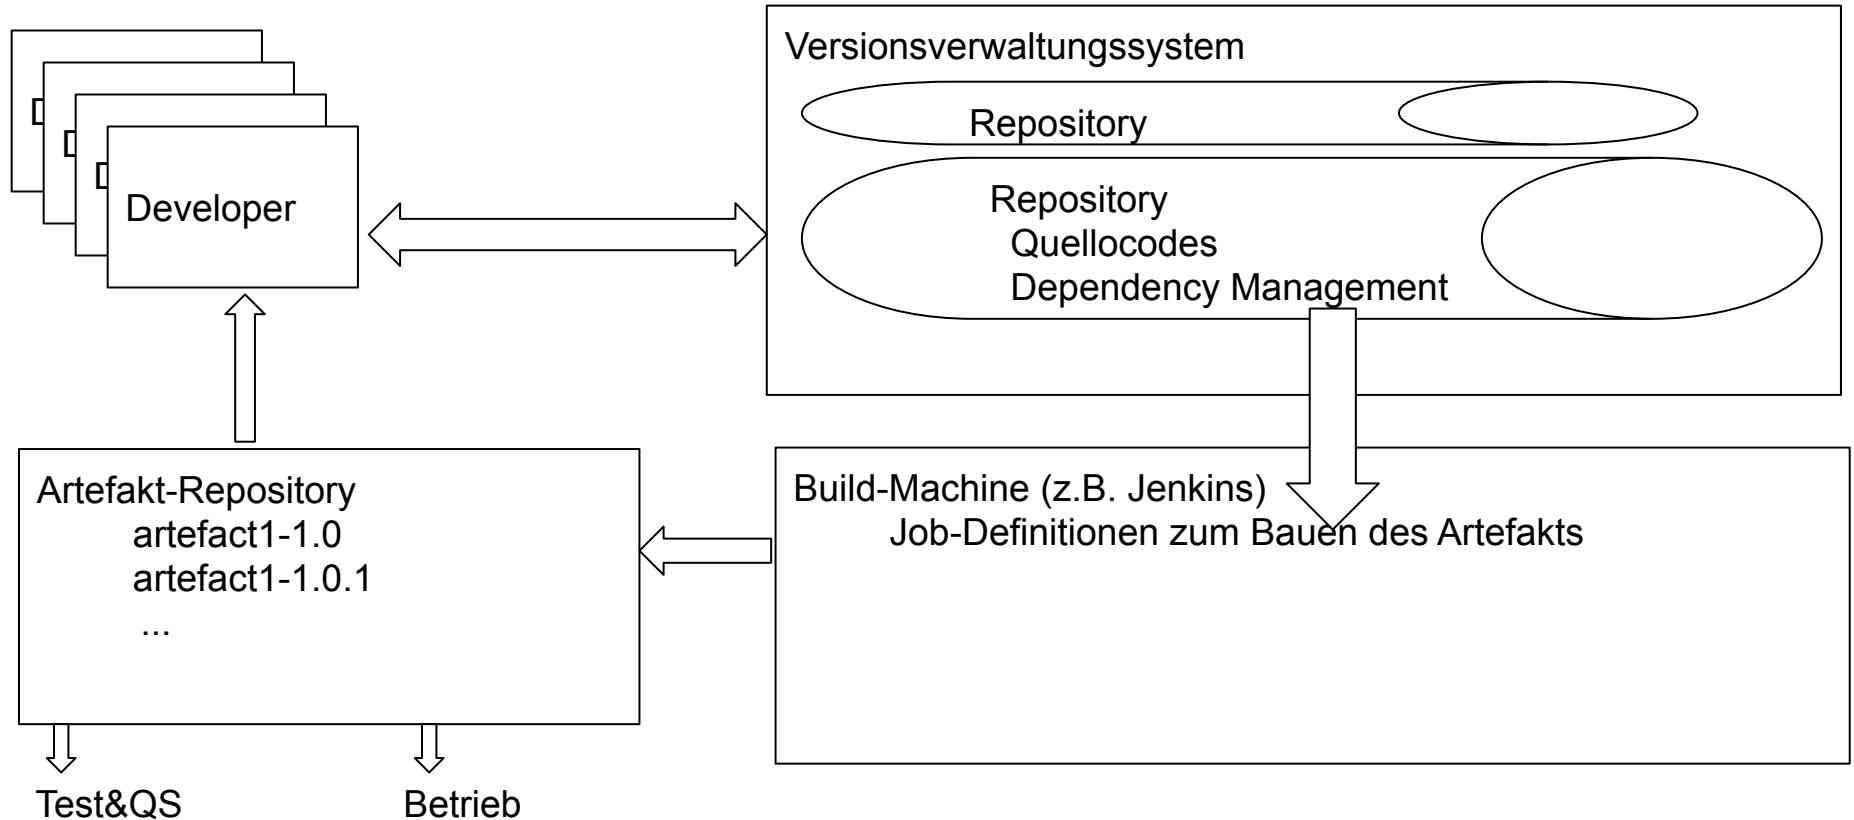 Versionsverwaltungssystem
Repository
Developer
Repository
Quellocodes
Dependency Management
Artefakt-Repository
artefact1-1.0
artefact1-1.0.1
...
Build-Machine (z.B. Jenkins)
Job-Definitionen zum Bauen des Artefakts
Test&QS
Betrieb